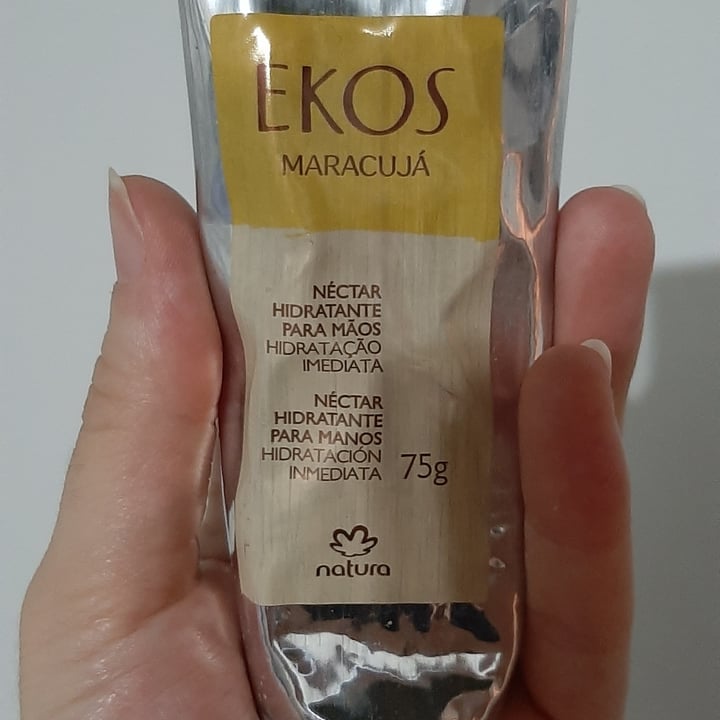 EKOS
MARACUJÁ
NÉCTAR
HIDRATANTE
PARA MÃOS
HIDRATAÇÃO
IMEDIATA
NÉCTAR
HIDRATANTE
PARA MANOS
HIDRATACIÓN
INMEDIATA
75g
natura